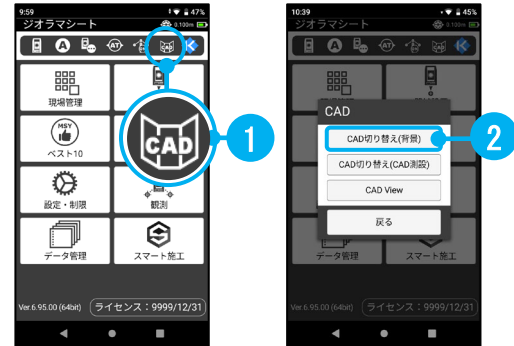 9:59
47%
ジオラマシート
0.100m
A
AT
CAD
現場管理
MSY
ベスト10
CAD
1
設定・制限
観測
データ管理
スマート施工
Ver.6.95.00 (64bit)
ライセンス：9999/12/31
10:39
45%
ジオラマシート
0.100m
A
AT
CAD
CAD
CAD切り替え(背景)
2
CAD切り替え(CAD測設)
CAD View
戻る
データ管理
スマート施工
Ver.6.95.00 (64bit)
ライセンス：9999/12/31